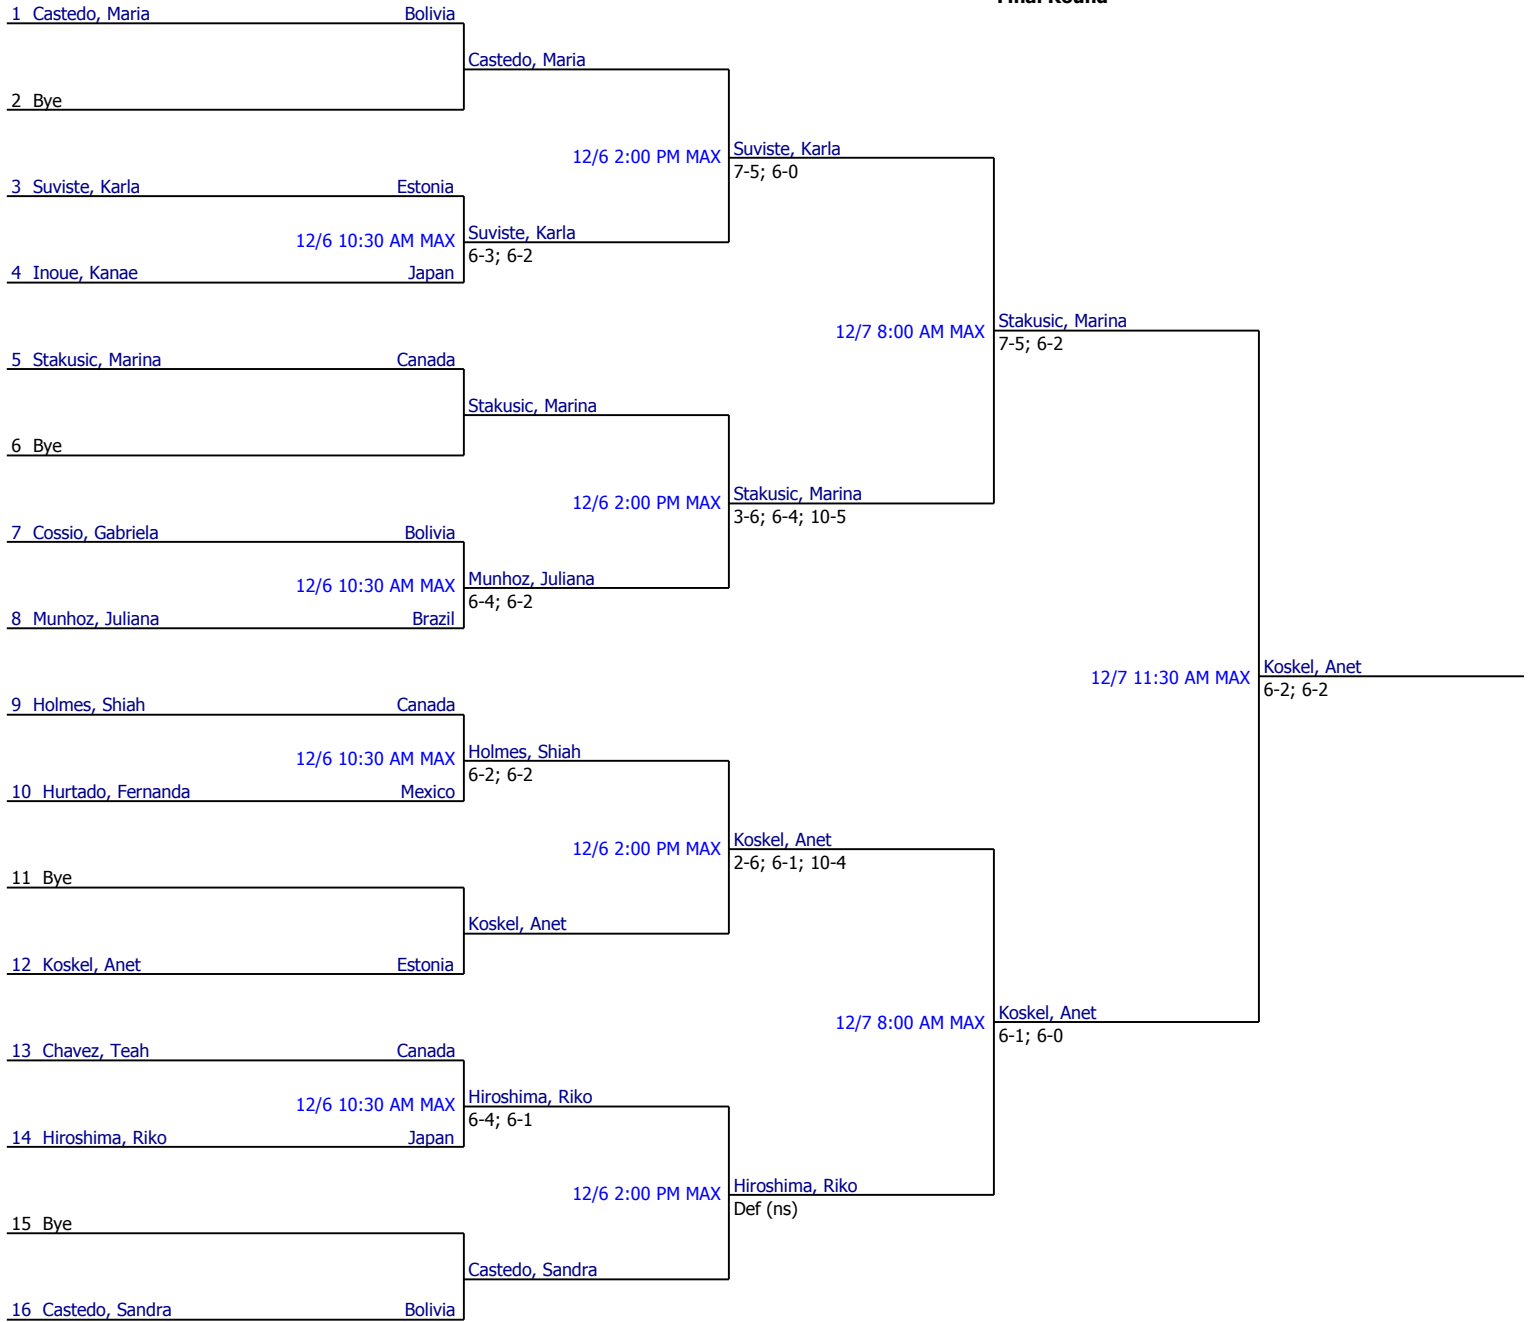 Final Round
1 Castedo, Maria Bolivia
Castedo, Maria
2 Bye
12/6 2:00 PM MAX Suviste, Karla
7-5; 6-0
3 Suviste, Karla Estonia
12/6 10:30 AM MAX Suviste, Karla
6-3; 6-2
4 Inoue, Kanae Japan
12/7 8:00 AM MAX Stakusic, Marina
7-5; 6-2
5 Stakusic, Marina Canada
Stakusic, Marina
6 Bye
12/6 2:00 PM MAX Stakusic, Marina
3-6; 6-4; 10-5
7 Cossio, Gabriela Bolivia
12/6 10:30 AM MAX Munhoz, Juliana
6-4; 6-2
8 Munhoz, Juliana Brazil
12/7 11:30 AM MAX Koskel, Anet
6-2; 6-2
9 Holmes, Shiah Canada
12/6 10:30 AM MAX Holmes, Shiah
6-2; 6-2
10 Hurtado, Fernanda Mexico
12/6 2:00 PM MAX Koskel, Anet
2-6; 6-1; 10-4
11 Bye
Koskel, Anet
12 Koskel, Anet Estonia
12/7 8:00 AM MAX Koskel, Anet
6-1; 6-0
13 Chavez, Teah Canada
12/6 10:30 AM MAX Hiroshima, Riko
6-4; 6-1
14 Hiroshima, Riko Japan
12/6 2:00 PM MAX Hiroshima, Riko
Def (ns)
15 Bye
Castedo, Sandra
16 Castedo, Sandra Bolivia